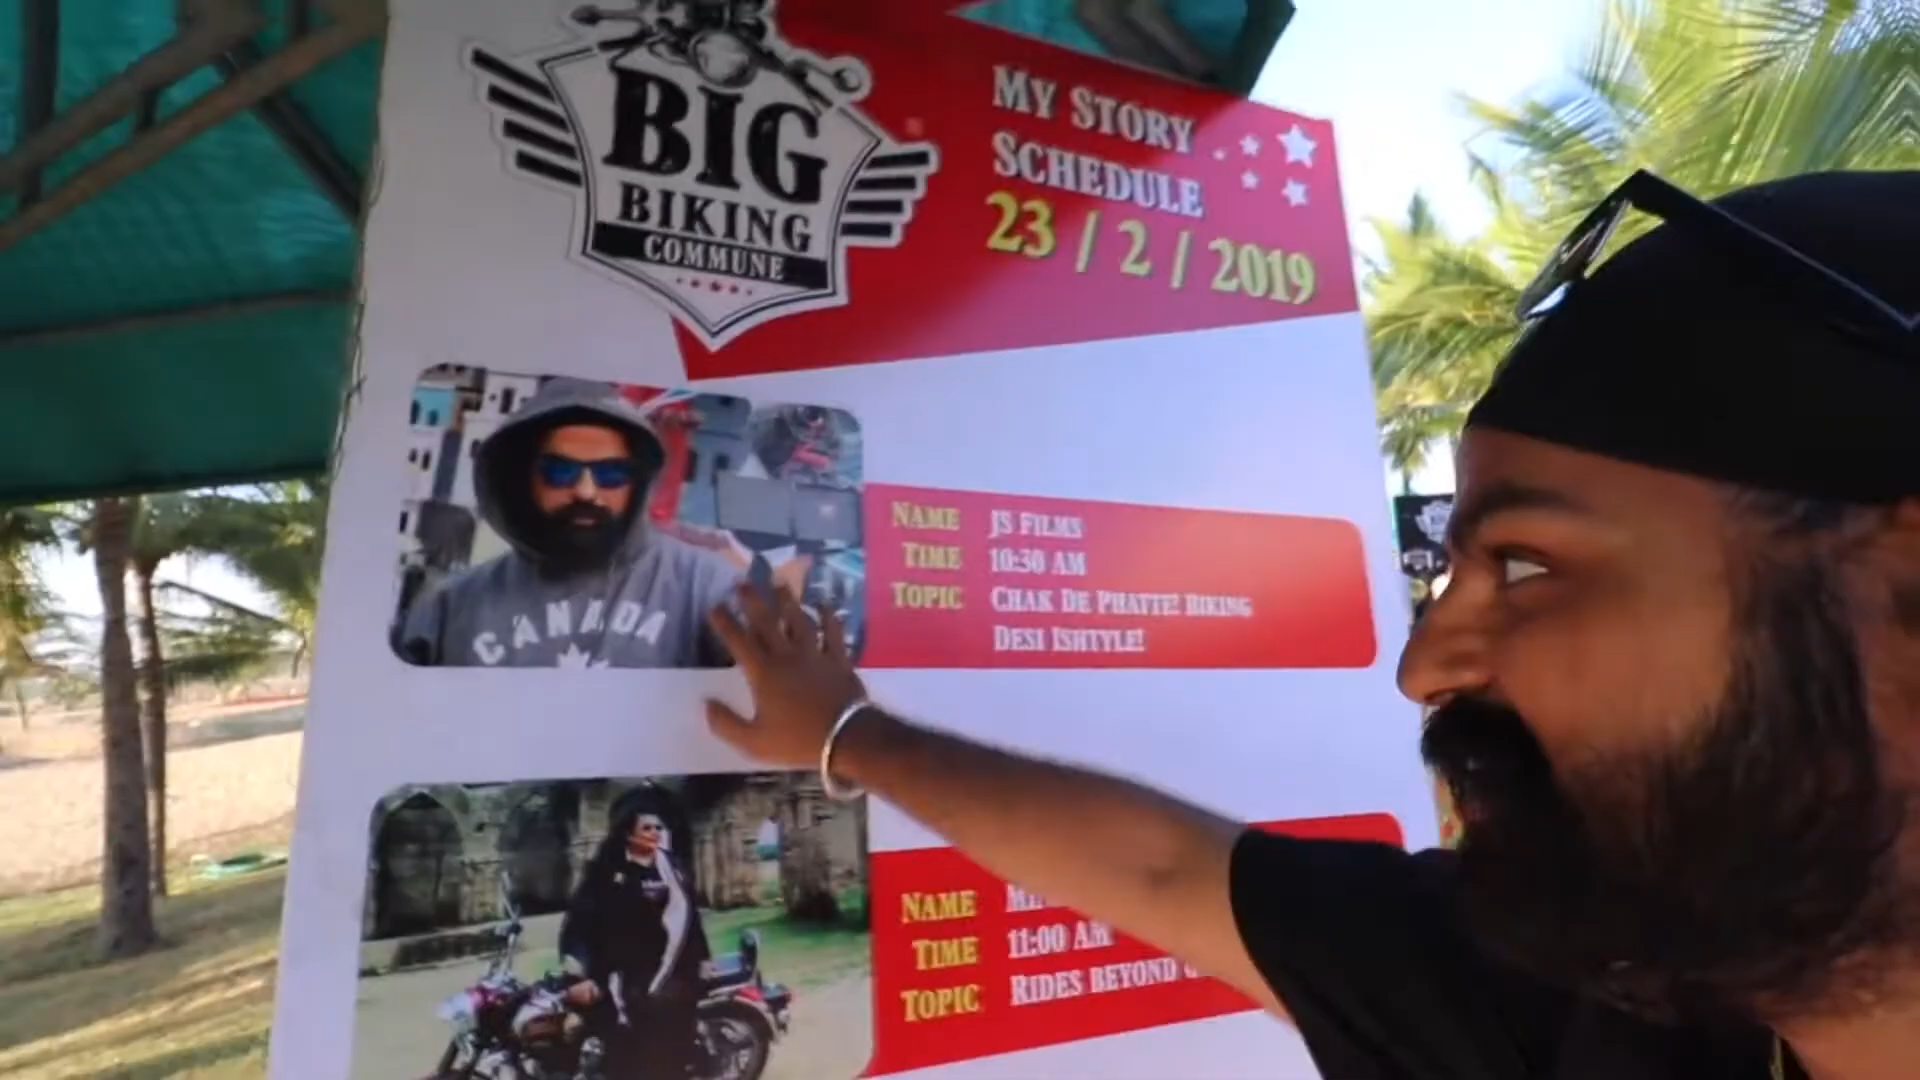 BIG
BIKING
COMMUNE
MY STORY
SCHEDULE
23 / 2 / 2019
CANADA
NAME JS FILMS
TIME 10:30 AM
TOPIC CHAK DE PHATTE! BIKING
DESI ISHTYLE!
NAME
TIME 11:00 AM
TOPIC RIDES BEYOND